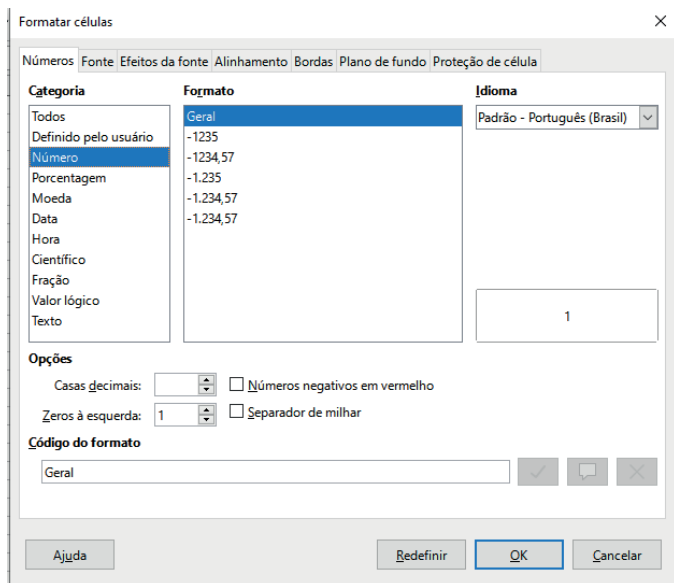 Formatar células
Números Fonte Efeitos da fonte Alinhamento Bordas Plano de fundo Proteção de célula
Categoria
Todos
Definido pelo usuário
Número
Porcentagem
Moeda
Data
Hora
Científico
Fração
Valor lógico
Texto
Formato
Geral
-1235
-1234,57
-1.235
-1.234,57
-1.234,57
Idioma
Padrão - Português (Brasil)
1
Opções
Casas decimais:
Números negativos em vermelho
Zeros à esquerda: 1
Separador de milhar
Código do formato
Geral
Ajuda Redefinir OK Cancelar